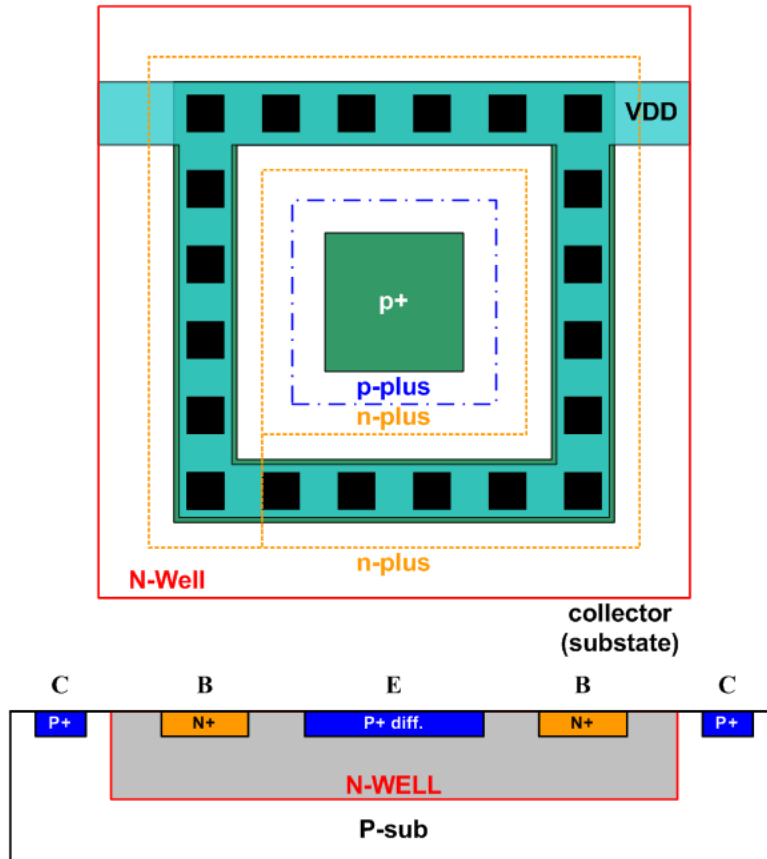 VDD
p+
p-plus
n-plus
n-plus
N-Well
collector
(substate)
C B E B C
P+ N+ P+ diff. N+ P+
N-WELL
P-sub